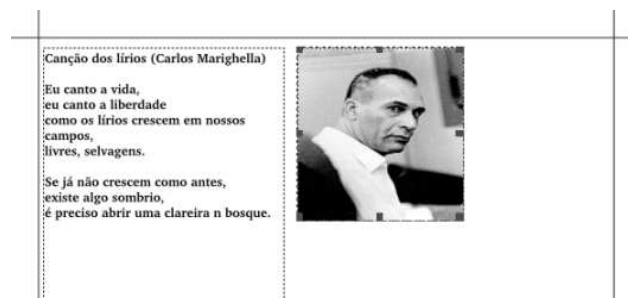 Canção dos lírios (Carlos Marighella)
Eu canto a vida,
eu canto a liberdade
como os lírios crescem em nossos
campos,
livres, selvagens.
Se já não crescem como antes,
existe algo sombrio,
é preciso abrir uma clareira n bosque.